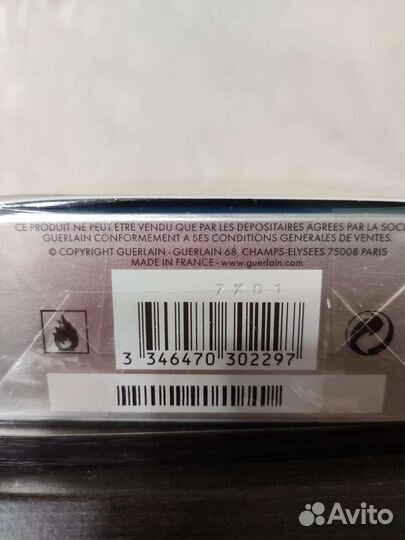 CE PRODUIT NE PEUT ETRE VENDU QUE PAR LES DEPOSITAIRES AGREES PAR LA SOCI
GUERLAIN CONFORMEMENT A SES CONDITIONS GENERALES DE VENTES.
© COPYRIGHT GUERLAIN - GUERLAIN 68, CHAMPS-ELYSEES 75008 PARIS
MADE IN FRANCE - www.guerlain.com
7X01
3 346470 302297
Avito